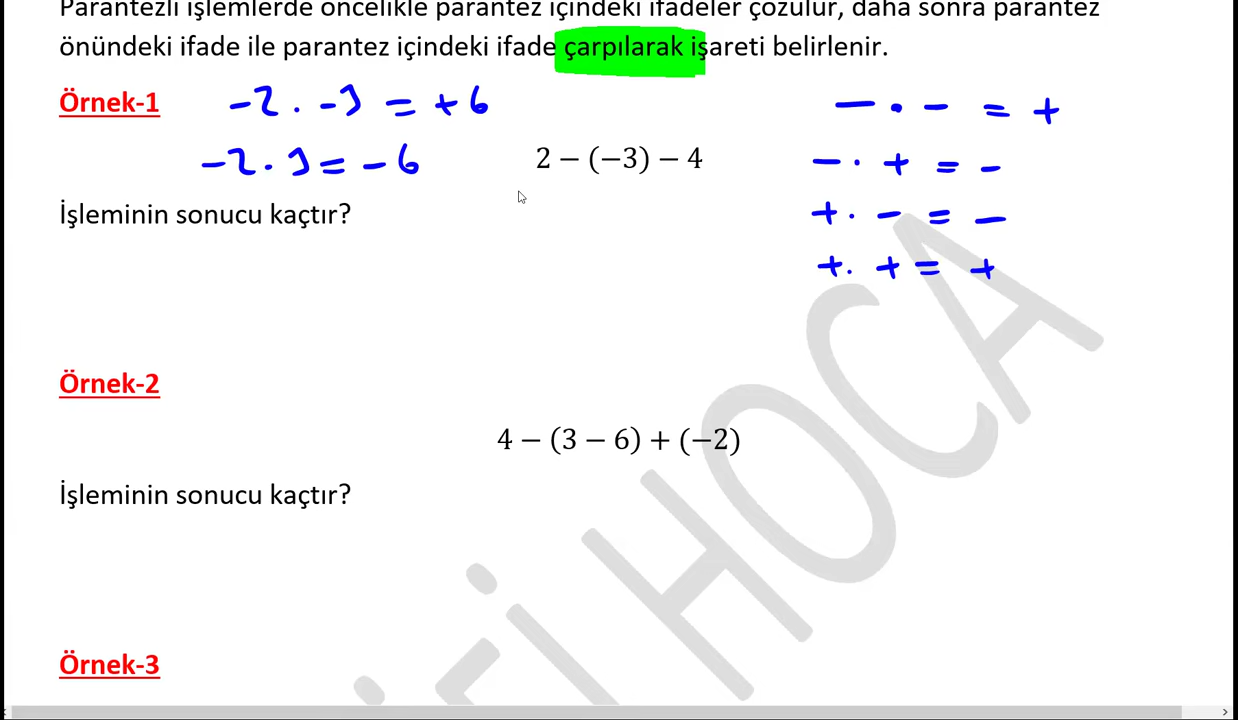 Parantezli işlemlerde öncelikle parantez içindeki ifadeler çözülür, daha sonra parantez
önündeki ifade ile parantez içindeki ifade çarpılarak işareti belirlenir.
Örnek-1
-2 . -3 = +6
- . - = +
-2 . 3 = -6
2 − (−3) − 4
- . + = -
İşleminin sonucu kaçtır?
+ . - = -
+ . + = +
Örnek-2
4 − (3 − 6) + (−2)
İşleminin sonucu kaçtır?
Örnek-3
HOCA